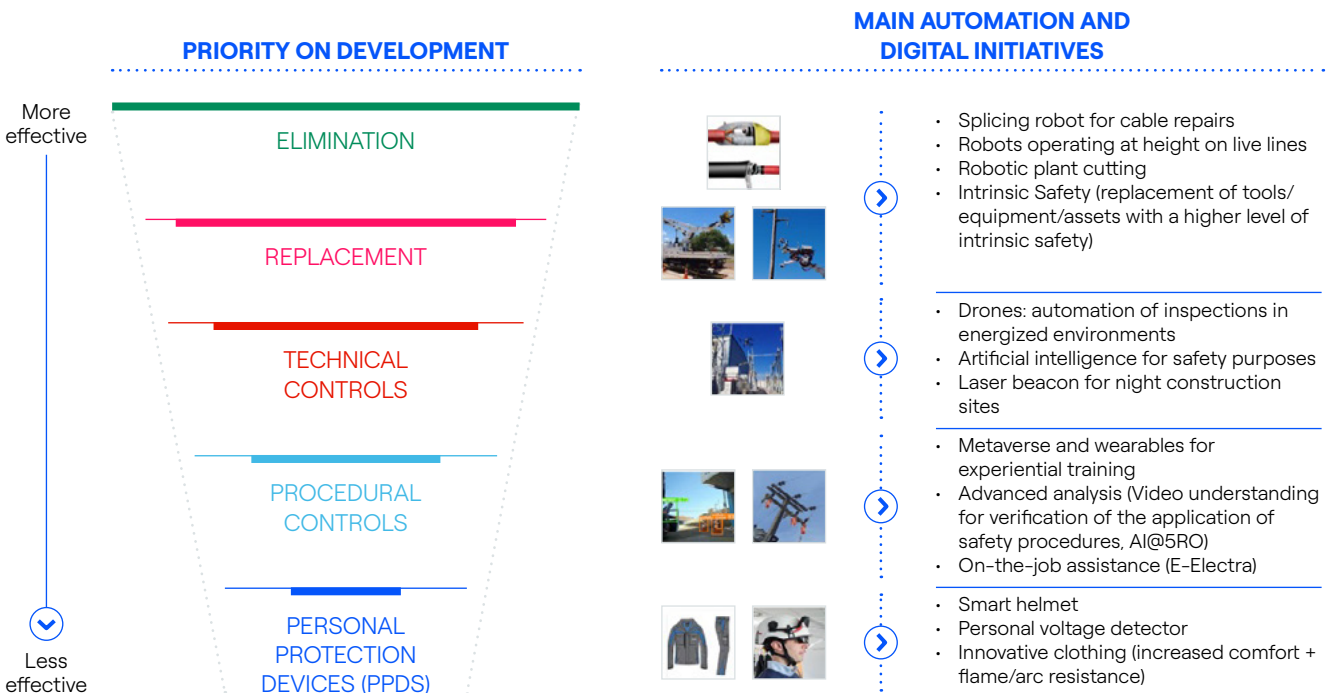 PRIORITY ON DEVELOPMENT
MAIN AUTOMATION AND
DIGITAL INITIATIVES
More
effective
ELIMINATION
REPLACEMENT
TECHNICAL
CONTROLS
PROCEDURAL
CONTROLS
PERSONAL
PROTECTION
DEVICES (PPDS)
Less
effective
• Splicing robot for cable repairs
• Robots operating at height on live lines
• Robotic plant cutting
• Intrinsic Safety (replacement of tools/
equipment/assets with a higher level of
intrinsic safety)
• Drones: automation of inspections in
energized environments
• Artificial intelligence for safety purposes
• Laser beacon for night construction
sites
• Metaverse and wearables for
experiential training
• Advanced analysis (Video understanding
for verification of the application of
safety procedures, AI@5RO)
• On-the-job assistance (E-Electra)
• Smart helmet
• Personal voltage detector
• Innovative clothing (increased comfort +
flame/arc resistance)